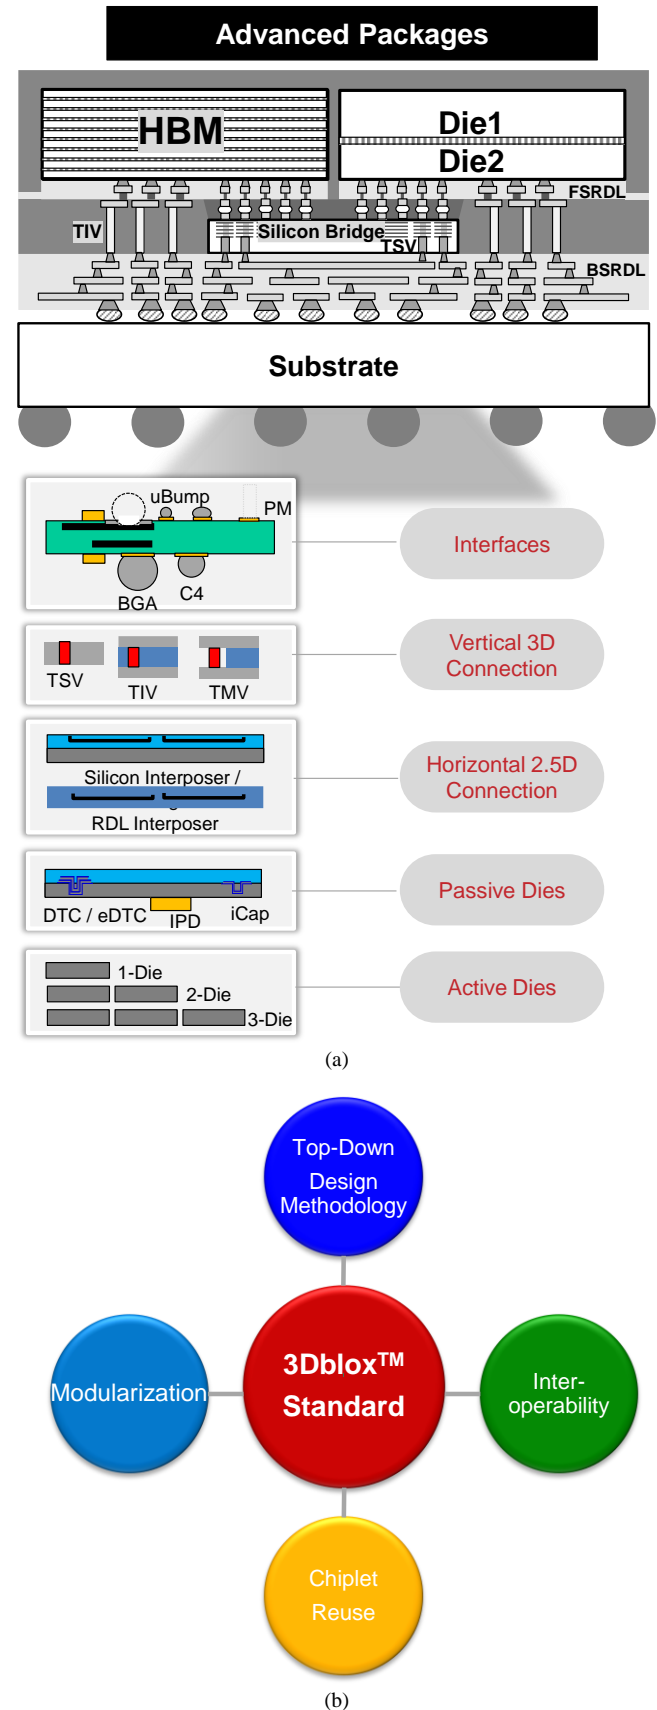 Advanced Packages
HBM
Die1
Die2
FSRDL
TIV
Silicon Bridge
TSV
BSRDL
Substrate
uBump
PM
BGA
C4
Interfaces
TSV
TIV
TMV
Vertical 3D
Connection
Silicon Interposer /
RDL Interposer
Horizontal 2.5D
Connection
DTC / eDTC
IPD
iCap
Passive Dies
1-Die
2-Die
3-Die
Active Dies
(a)
Top-Down
Design
Methodology
Modularization
3Dblox™
Standard
Inter-
operability
Chiplet
Reuse
(b)